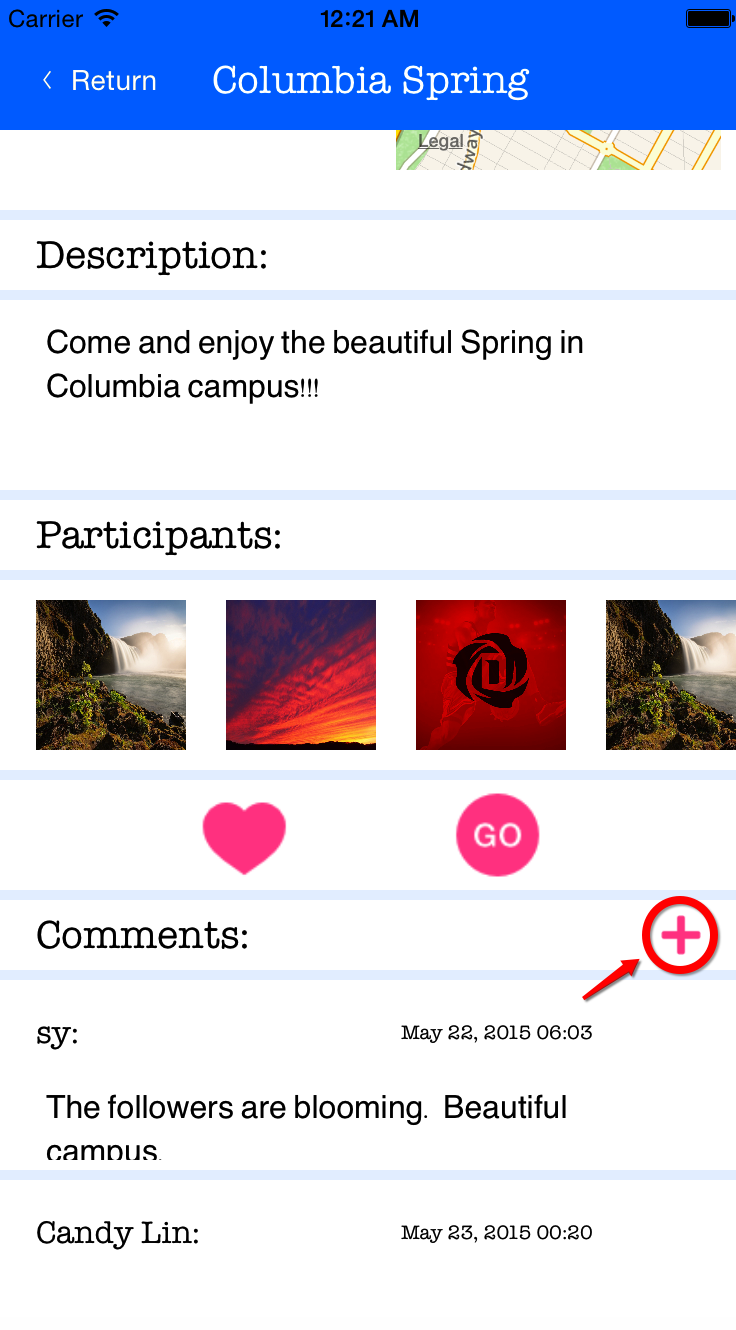 Carrier 12:21 AM
Return Columbia Spring
Legal
dway
Description:
Come and enjoy the beautiful Spring in
Columbia campus!!!
Participants:
GO
Comments:
sy: May 22, 2015 06:03
The followers are blooming. Beautiful
campus.
Candy Lin: May 23, 2015 00:20